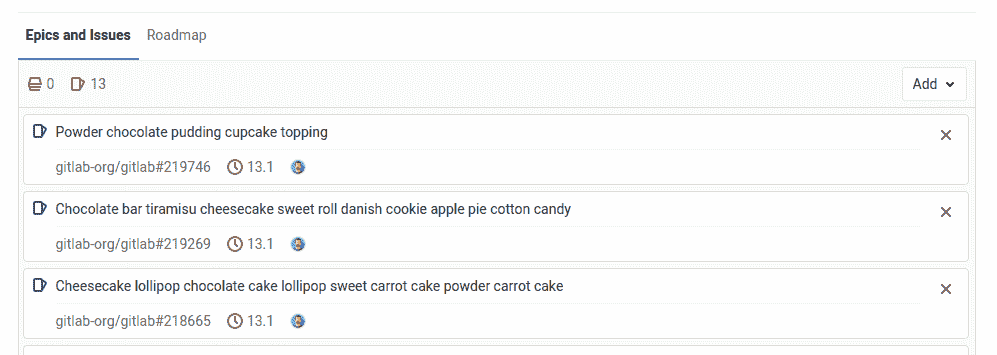 Epics and Issues Roadmap
0 13 Add
Powder chocolate pudding cupcake topping
gitlab-org/gitlab#219746 13.1
Chocolate bar tiramisu cheesecake sweet roll danish cookie apple pie cotton candy
gitlab-org/gitlab#219269 13.1
Cheesecake lollipop chocolate cake lollipop sweet carrot cake powder carrot cake
gitlab-org/gitlab#218665 13.1